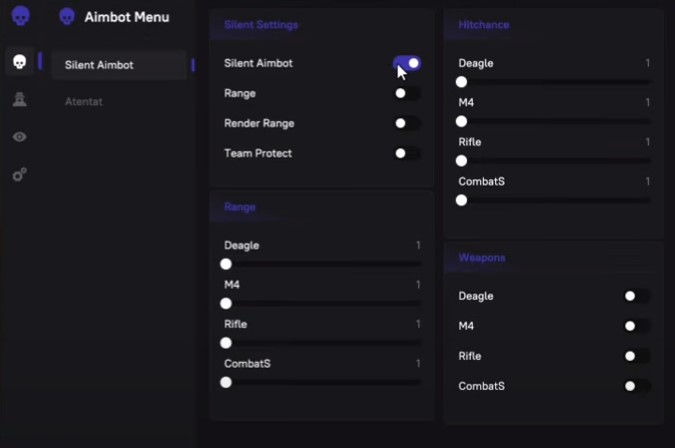 Aimbot Menu
Silent Aimbot
Atentat
Silent Settings
Silent Aimbot
Range
Render Range
Team Protect
Range
Deagle 1
M4 1
Rifle 1
CombatS 1
Hitchance
Deagle 1
M4 1
Rifle 1
CombatS 1
Weapons
Deagle
M4
Rifle
CombatS